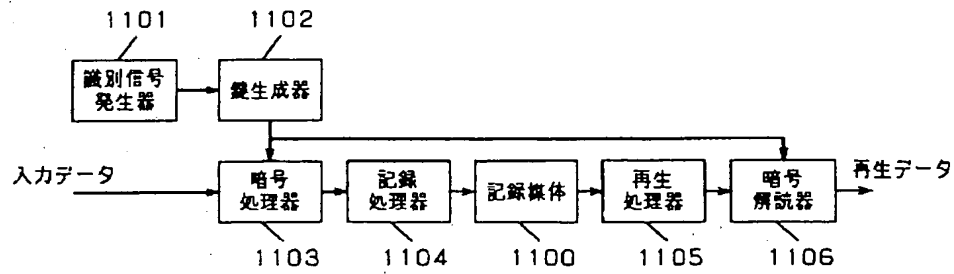 1101
1102
識別信号
発生器
鍵生成器
入力データ
暗号
処理器
記録
処理器
記録媒体
再生
処理器
暗号
解読器
再生データ
1103
1104
1100
1105
1106